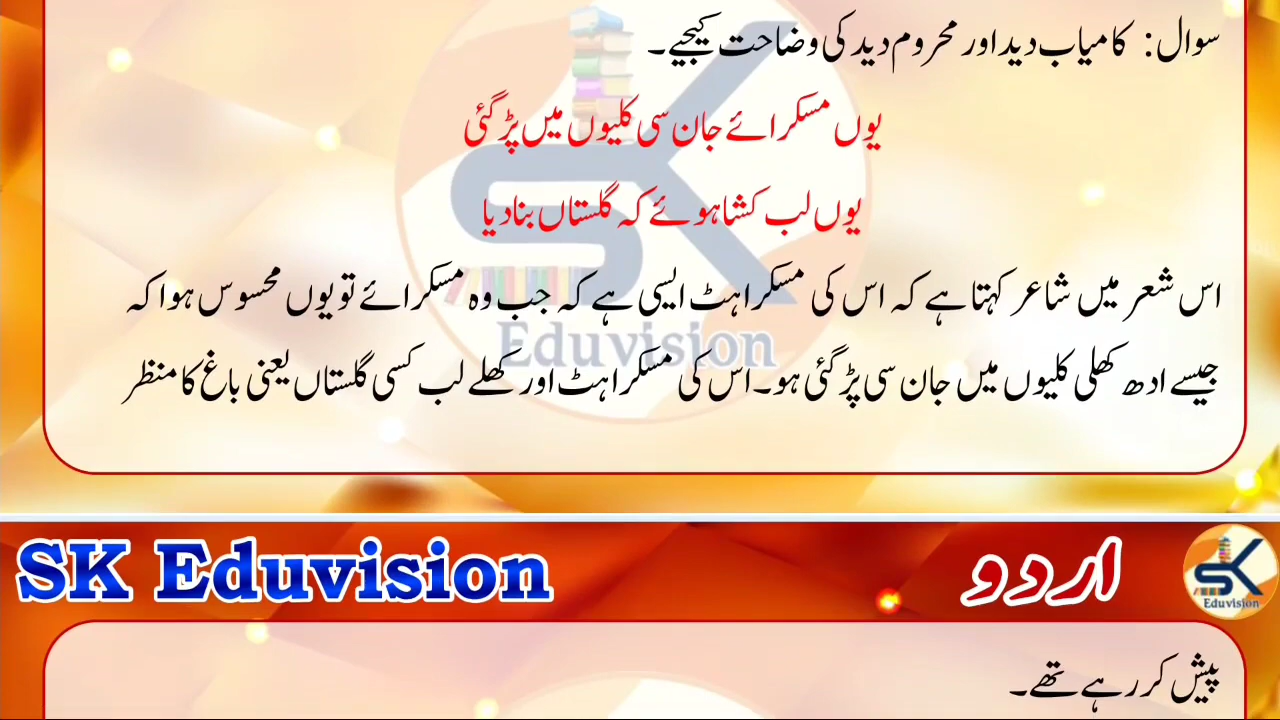 سوال: کامیاب دید اور محروم دید کی وضاحت کیجیے۔
یوں مسکرائے جان سی کلیوں میں پڑ گئی
یوں لب کشا ہوئے کہ گلستاں بنا دیا
اس شعر میں شاعر کہتا ہے کہ اس کی مسکراہٹ ایسی ہے کہ جب وہ مسکرائے تو یوں محسوس ہوا کہ
جیسے ادھ کھلی کلیوں میں جان سی پڑ گئی ہو۔ اس کی مسکراہٹ اور کھلے لب کسی گلستاں یعنی باغ کا منظر
Eduvision
SK Eduvision
اردو
SK
Eduvision
پیش کر رہے تھے۔